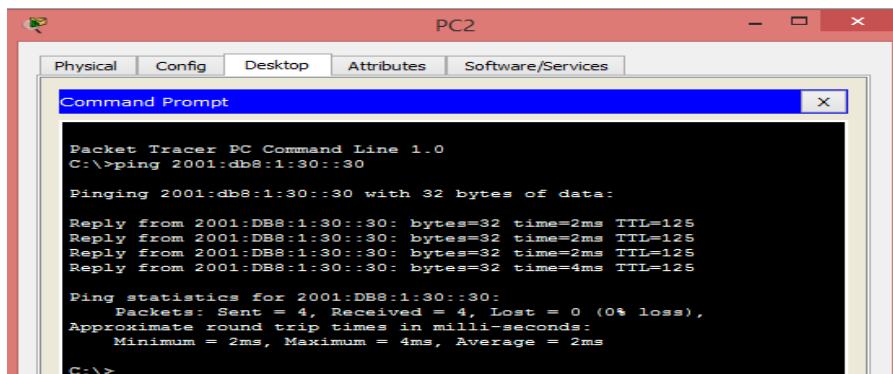 PC2
Physical Config Desktop Attributes Software/Services
Command Prompt X
Packet Tracer PC Command Line 1.0
C:\>ping 2001:db8:1:30::30
Pinging 2001:db8:1:30::30 with 32 bytes of data:
Reply from 2001:DB8:1:30::30: bytes=32 time=2ms TTL=125
Reply from 2001:DB8:1:30::30: bytes=32 time=2ms TTL=125
Reply from 2001:DB8:1:30::30: bytes=32 time=2ms TTL=125
Reply from 2001:DB8:1:30::30: bytes=32 time=4ms TTL=125
Ping statistics for 2001:DB8:1:30::30:
Packets: Sent = 4, Received = 4, Lost = 0 (0% loss),
Approximate round trip times in milli-seconds:
Minimum = 2ms, Maximum = 4ms, Average = 2ms
C:\>